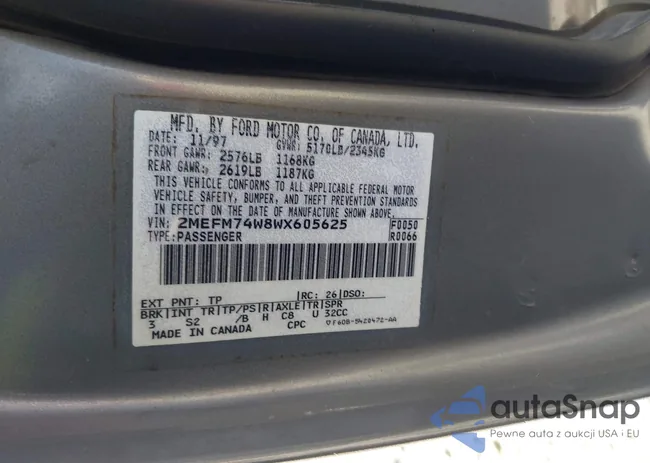 MFD. BY FORD MOTOR CO. OF CANADA, LTD.
DATE: 11/97 GVWR: 5170LB/2345KG
FRONT GAWR: 2576LB 1168KG
REAR GAWR: 2619LB 1187KG
THIS VEHICLE CONFORMS TO ALL APPLICABLE FEDERAL MOTOR
VEHICLE SAFETY, BUMPER, AND THEFT PREVENTION STANDARDS
IN EFFECT ON THE DATE OF MANUFACTURE SHOWN ABOVE.
VIN: 2MEFM74W8WX605625 F0050
TYPE: PASSENGER R0066
EXT PNT: TP RC: 26 DSO:
BRK INT TR TP/PS R AXLE TR SPR
3 S2 /B H C8 U 32CC
MADE IN CANADA CPC F6DB-5420472-AA
autoSnap
Pewne auta z aukcji USA i EU